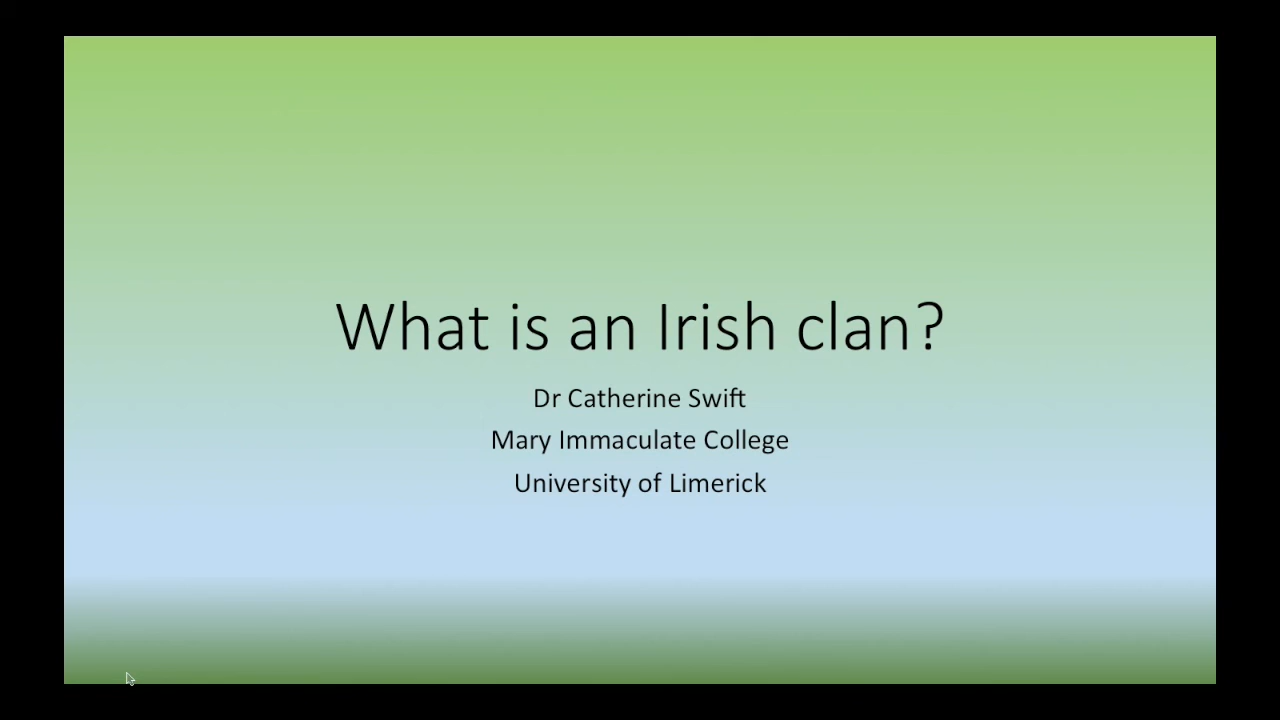 What is an Irish clan?
Dr Catherine Swift
Mary Immaculate College
University of Limerick